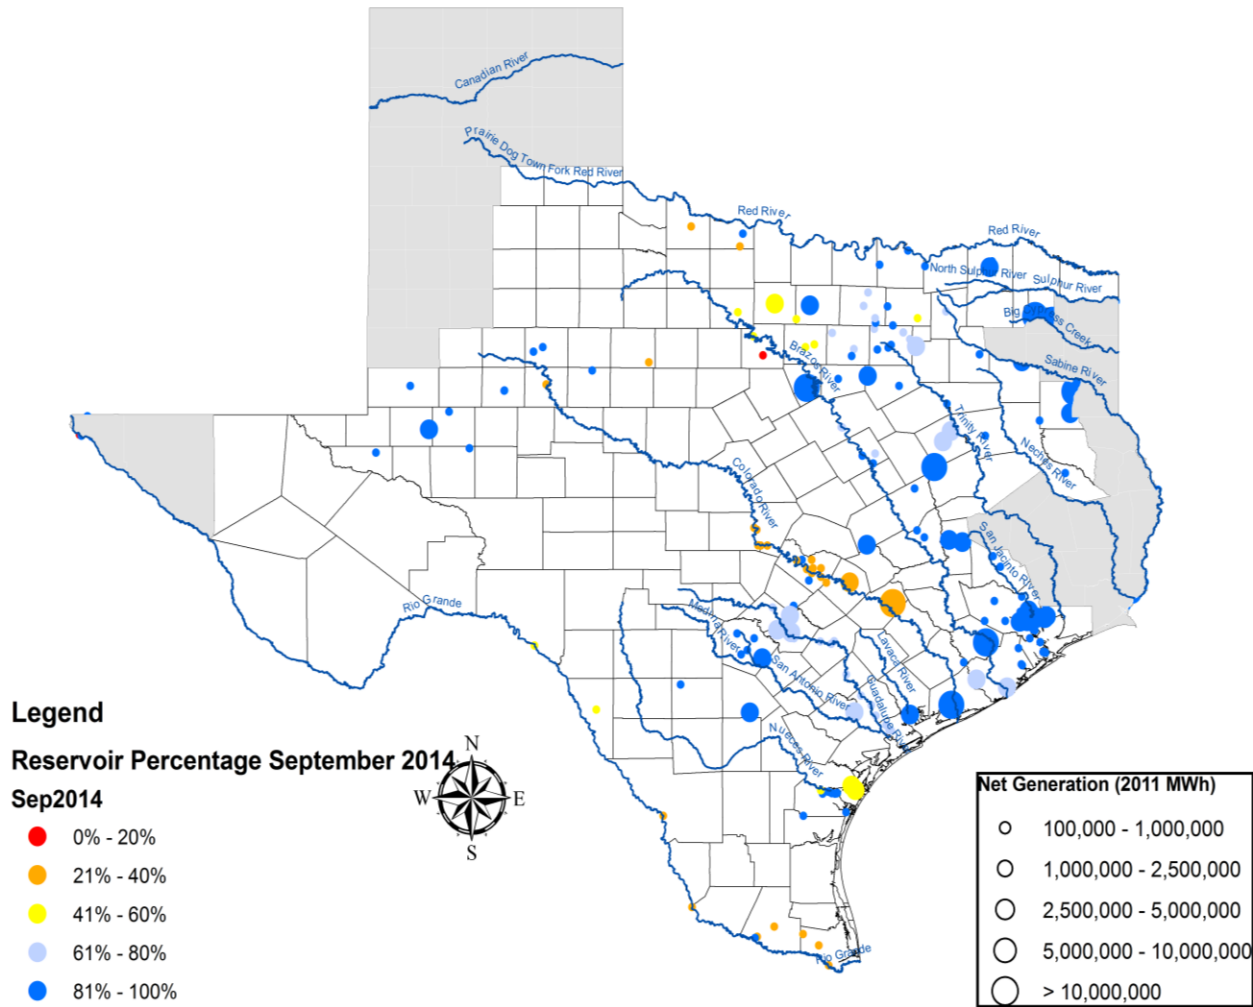 Canadian River
Prairie Dog Town Fork Red River
Red River
Red River
North Sulphur River
Sulphur River
Big Cypress Creek
Sabine River
Brazos River
Trinity River
Neches River
Colorado River
San Jacinto River
Rio Grande
Medina River
San Antonio River
Lavaca River
Guadalupe River
Nueces River
Rio Grande
Legend
Reservoir Percentage September 2014
Sep2014
0% - 20%
21% - 40%
41% - 60%
61% - 80%
81% - 100%
N
W E
S
Net Generation (2011 MWh)
100,000 - 1,000,000
1,000,000 - 2,500,000
2,500,000 - 5,000,000
5,000,000 - 10,000,000
> 10,000,000